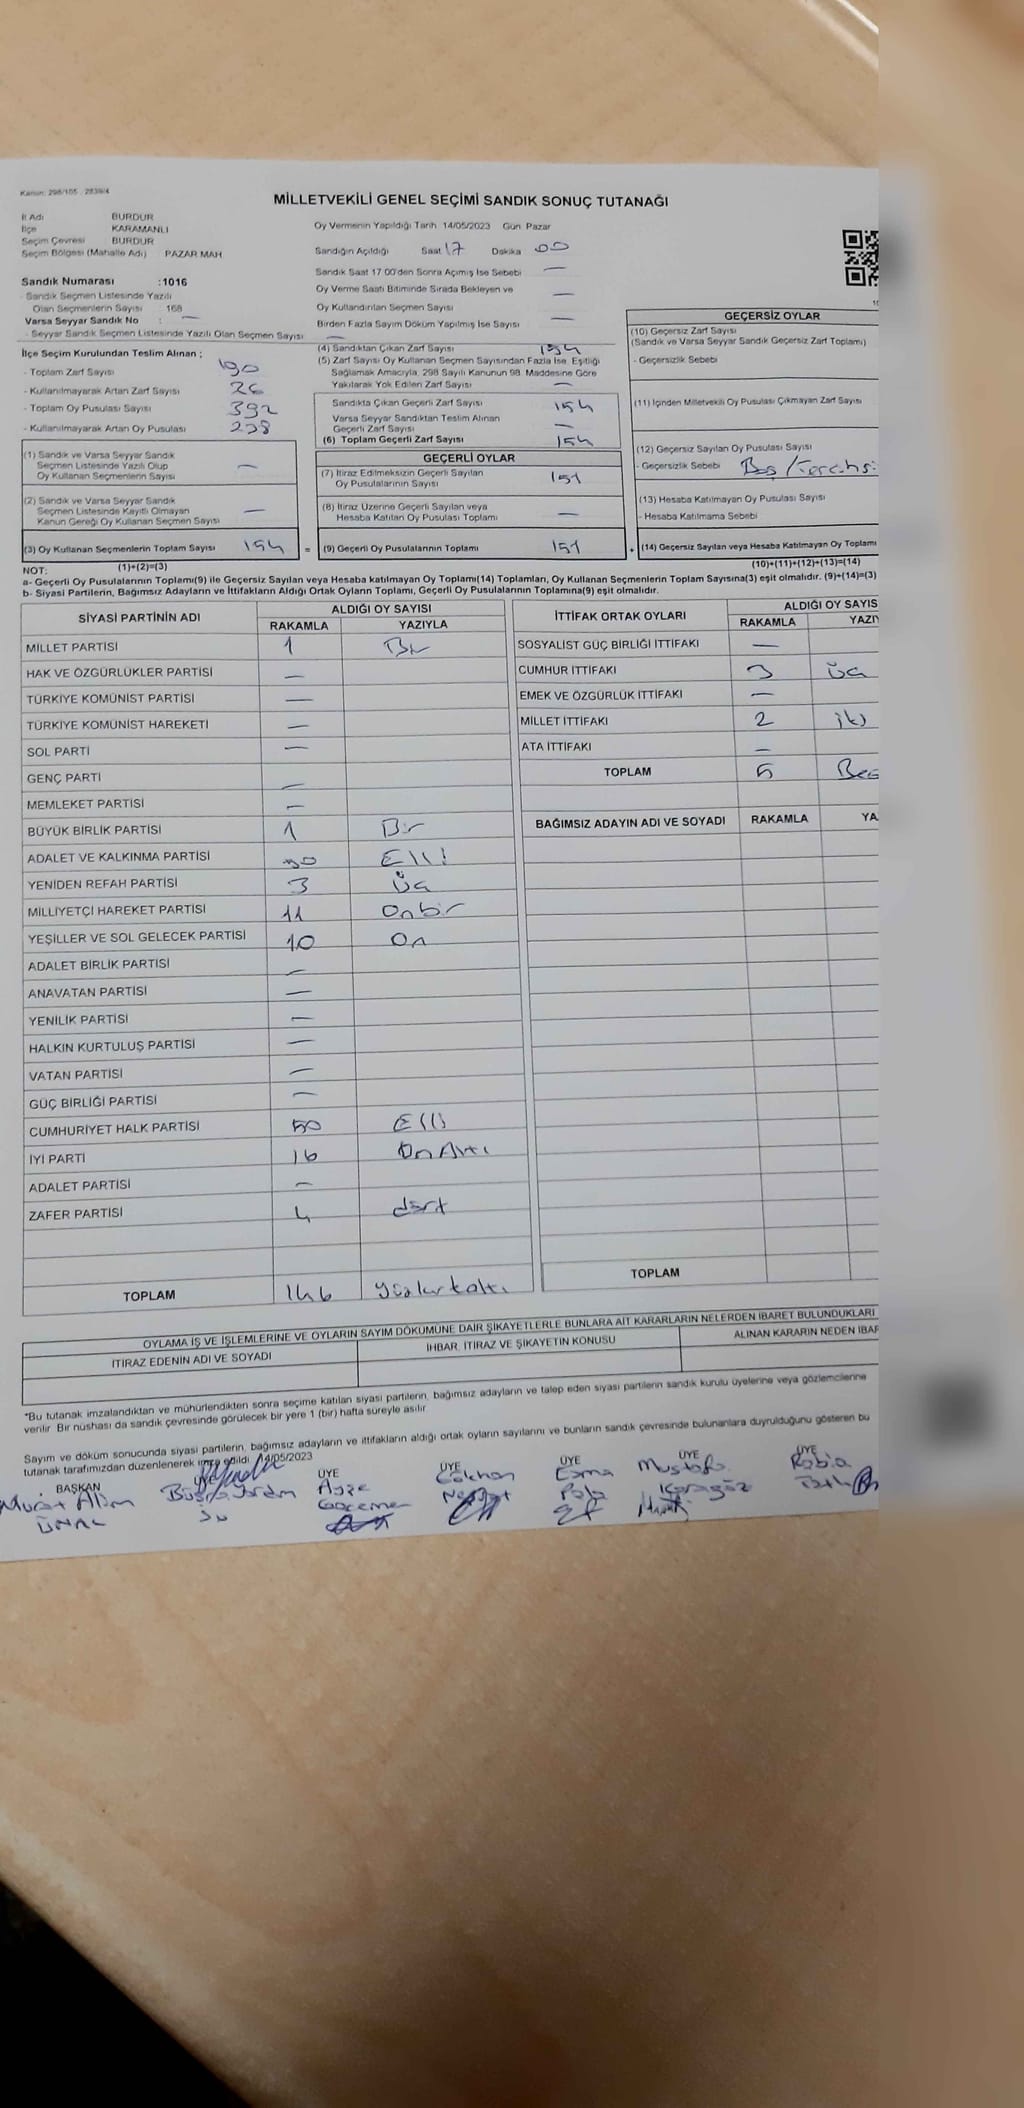 Kanun: 298/105 , 2839/4
MİLLETVEKİLİ GENEL SEÇİMİ SANDIK SONUÇ TUTANAĞI
İl Adı BURDUR
İlçe KARAMANLI
Seçim Çevresi BURDUR
Seçim Bölgesi (Mahalle Adı) PAZAR MAH
Sandık Numarası :1016
- Sandık Seçmen Listesinde Yazılı
Olan Seçmenlerin Sayısı : 168
Varsa Seyyar Sandık No : —
- Seyyar Sandık Seçmen Listesinde Yazılı Olan Seçmen Sayısı —
Oy Vermenin Yapıldığı Tarih 14/05/2023 Gün Pazar
Sandığın Açıldığı Saat 17 Dakika 00
Sandık Saat 17 00'den Sonra Açımış İse Sebebi —
Oy Verme Saati Bitiminde Sırada Bekleyen ve
Oy Kullandırılan Seçmen Sayısı —
Birden Fazla Sayım Döküm Yapılmış İse Sayısı —
İlçe Seçim Kurulundan Teslim Alınan ;
- Toplam Zarf Sayısı 190
- Kullanılmayarak Artan Zarf Sayısı 26
- Toplam Oy Pusulası Sayısı 392
- Kullanılmayarak Artan Oy Pusulası 238
(4) Sandıktan Çıkan Zarf Sayısı 154
(5) Zarf Sayısı Oy Kullanan Seçmen Sayısından Fazla İse, Eşitliği
Sağlamak Amacıyla, 298 Sayılı Kanunun 98. Maddesine Göre
Yakılarak Yok Edilen Zarf Sayısı —
Sandıkta Çıkan Geçerli Zarf Sayısı 154
Varsa Seyyar Sandıktan Teslim Alınan
Geçerli Zarf Sayısı —
(6) Toplam Geçerli Zarf Sayısı 154
(1) Sandık ve Varsa Seyyar Sandık
Seçmen Listesinde Yazılı Olup
Oy Kullanan Seçmenlerin Sayısı —
(2) Sandık ve Varsa Seyyar Sandık
Seçmen Listesinde Kayıtlı Olmayan
Kanun Gereği Oy Kullanan Seçmen Sayısı —
(3) Oy Kullanan Seçmenlerin Toplam Sayısı 154 =
GEÇERLİ OYLAR
(7) İtiraz Edilmeksizin Geçerli Sayılan
Oy Pusulalarının Sayısı 151
(8) İtiraz Üzerine Geçerli Sayılan veya
Hesaba Katılan Oy Pusulası Toplamı —
(9) Geçerli Oy Pusulalarının Toplamı 151 +
GEÇERSİZ OYLAR
(10) Geçersiz Zarf Sayısı
(Sandık ve Varsa Seyyar Sandık Geçersiz Zarf Toplamı)
- Geçersizlik Sebebi
(11) İçinden Milletvekili Oy Pusulası Çıkmayan Zarf Sayısı
(12) Geçersiz Sayılan Oy Pusulası Sayısı
- Geçersizlik Sebebi Boş /
(13) Hesaba Katılmayan Oy Pusulası Sayısı
- Hesaba Katılmama Sebebi
(14) Geçersiz Sayılan veya Hesaba Katılmayan Oy Toplamı
NOT: (1)+(2)=(3) (10)+(11)+(12)+(13)=(14)
a- Geçerli Oy Pusulalarının Toplamı(9) ile Geçersiz Sayılan veya Hesaba katılmayan Oy Toplamı(14) Toplamları, Oy Kullanan Seçmenlerin Toplam Sayısına(3) eşit olmalıdır. (9)+(14)=(3)
b- Siyasi Partilerin, Bağımsız Adayların ve İttifakların Aldığı Ortak Oyların Toplamı, Geçerli Oy Pusulalarının Toplamına(9) eşit olmalıdır.
SİYASİ PARTİNİN ADI ALDIĞI OY SAYISI
RAKAMLA YAZIYLA
MİLLET PARTİSİ 1 Bir
HAK VE ÖZGÜRLÜKLER PARTİSİ —
TÜRKİYE KOMÜNİST PARTİSİ —
TÜRKİYE KOMÜNİST HAREKETİ —
SOL PARTİ —
GENÇ PARTİ —
MEMLEKET PARTİSİ —
BÜYÜK BİRLİK PARTİSİ 1 Bir
ADALET VE KALKINMA PARTİSİ 50 Elli
YENİDEN REFAH PARTİSİ 3 Üç
MİLLİYETÇİ HAREKET PARTİSİ 11 Onbir
YEŞİLLER VE SOL GELECEK PARTİSİ 10 On
ADALET BİRLİK PARTİSİ —
ANAVATAN PARTİSİ —
YENİLİK PARTİSİ —
HALKIN KURTULUŞ PARTİSİ —
VATAN PARTİSİ —
GÜÇ BİRLİĞİ PARTİSİ —
CUMHURİYET HALK PARTİSİ 50 Elli
İYİ PARTİ 16 On Altı
ADALET PARTİSİ —
ZAFER PARTİSİ 4 dört
TOPLAM 146 yüzkırkaltı
İTTİFAK ORTAK OYLARI ALDIĞI OY SAYIS
RAKAMLA YAZIY
SOSYALİST GÜÇ BİRLİĞİ İTTİFAKI —
CUMHUR İTTİFAKI 3 üç
EMEK VE ÖZGÜRLÜK İTTİFAKI —
MİLLET İTTİFAKI 2 iki
ATA İTTİFAKI —
TOPLAM 5 Beş
BAĞIMSIZ ADAYIN ADI VE SOYADI RAKAMLA YA
TOPLAM
OYLAMA İŞ VE İŞLEMLERİNE VE OYLARIN SAYIM DÖKÜMÜNE DAİR ŞİKAYETLERLE BUNLARA AİT KARARLARIN NELERDEN İBARET BULUNDUKLARI
İTİRAZ EDENİN ADI VE SOYADI İHBAR, İTİRAZ VE ŞİKAYETİN KONUSU ALINAN KARARIN NEDEN İBAR
*Bu tutanak imzalandıktan ve mühürlendikten sonra seçime katılan siyasi partilerin, bağımsız adayların ve talep eden siyasi partilerin sandık kurulu üyelerine veya gözlemcilerine
verilir. Bir nüshası da sandık çevresinde görülecek bir yere 1 (bir) hafta süreyle asılır.
Sayım ve döküm sonucunda siyasi partilerin, bağımsız adayların ve ittifakların aldığı ortak oyların sayılarını ve bunların sandık çevresinde bulunanlara duyrulduğunu gösteren bu
tutanak tarafımızdan düzenlenerek imza edildi. 14/05/2023
BAŞKAN ÜYE ÜYE ÜYE ÜYE ÜYE ÜYE
Murat Alim Büşra Yardım Ayşe Gökhan Esma Mustafa Rabia
ÜNAL Göçemen Pala Karagöz